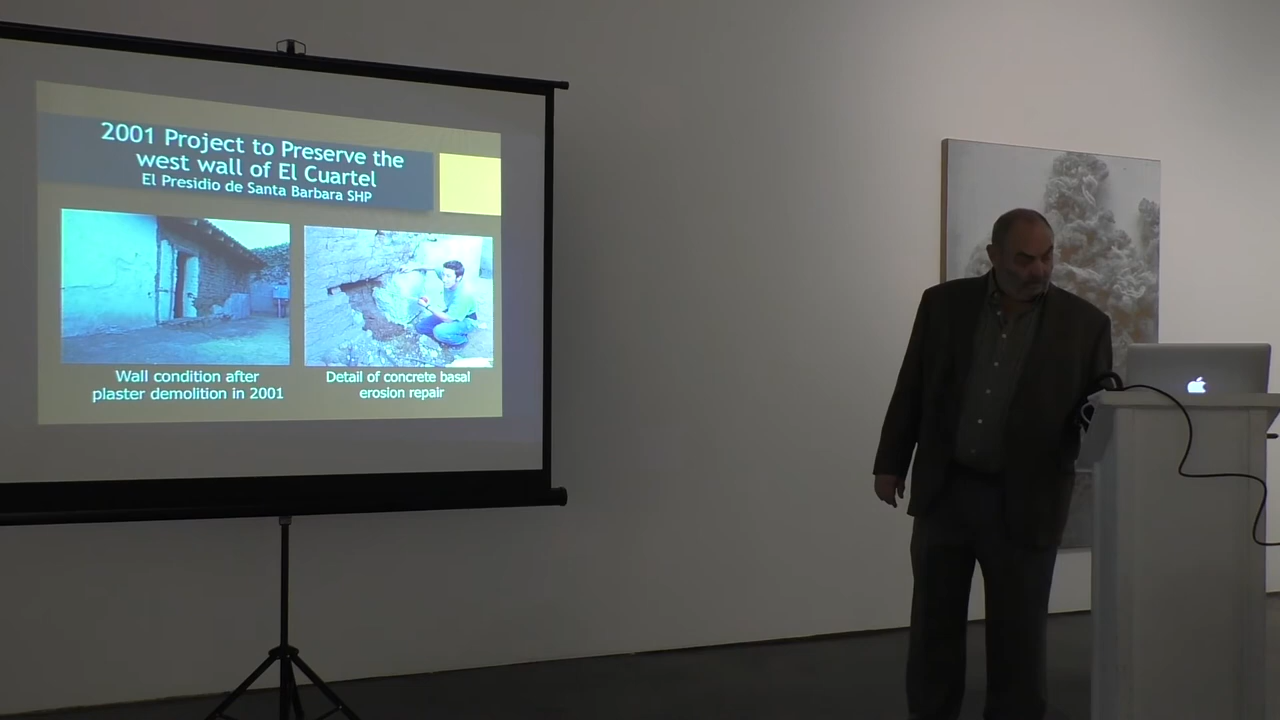 2001 Project to Preserve the
west wall of El Cuartel
El Presidio de Santa Barbara SHP
Wall condition after
plaster demolition in 2001
Detail of concrete basal
erosion repair